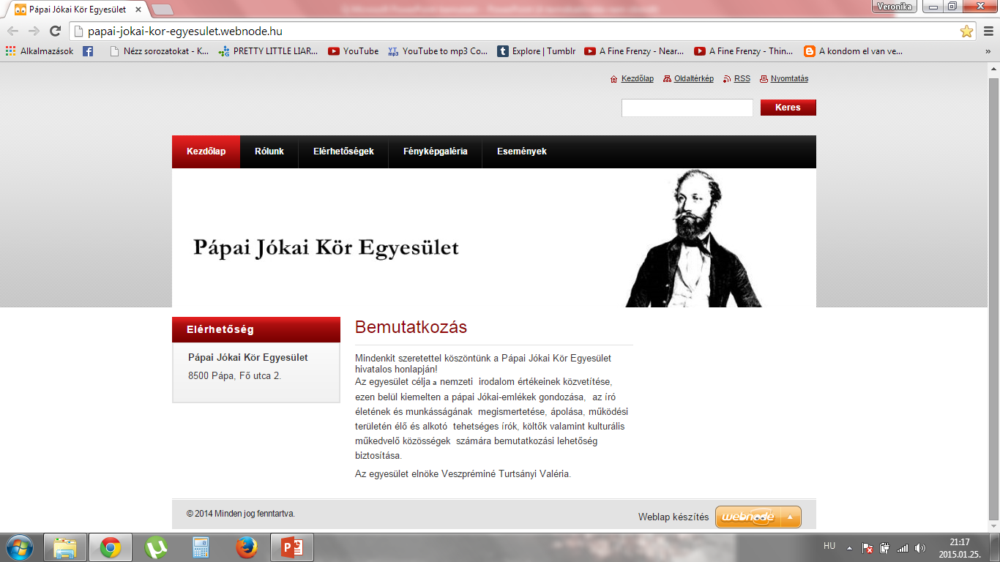 Pápai Jókai Kör Egyesület
Veronika
papai-jokai-kor-egyesulet.webnode.hu
Alkalmazások
Nézz sorozatokat - K...
PRETTY LITTLE LIAR...
YouTube
YouTube to mp3 Co...
Explore | Tumblr
A Fine Frenzy - Near...
A Fine Frenzy - Thin...
A kondom el van ve...
»
Kezdőlap
Oldaltérkép
RSS
Nyomtatás
Keres
Kezdőlap
Rólunk
Elérhetőségek
Fényképgaléria
Események
Pápai Jókai Kör Egyesület
Elérhetőség
Pápai Jókai Kör Egyesület
8500 Pápa, Fő utca 2.
Bemutatkozás
Mindenkit szeretettel köszöntünk a Pápai Jókai Kör Egyesület
hivatalos honlapján!
Az egyesület célja a nemzeti irodalom értékeinek közvetítése,
ezen belül kiemelten a pápai Jókai-emlékek gondozása, az író
életének és munkásságának megismertetése, ápolása, működési
területén élő és alkotó tehetséges írók, költők valamint kulturális
műkedvelő közösségek számára bemutatkozási lehetőség
biztosítása.
Az egyesület elnöke Veszpréminé Turtsányi Valéria.
© 2014 Minden jog fenntartva.
Weblap készítés
webnode
HU
21:17
2015.01.25.